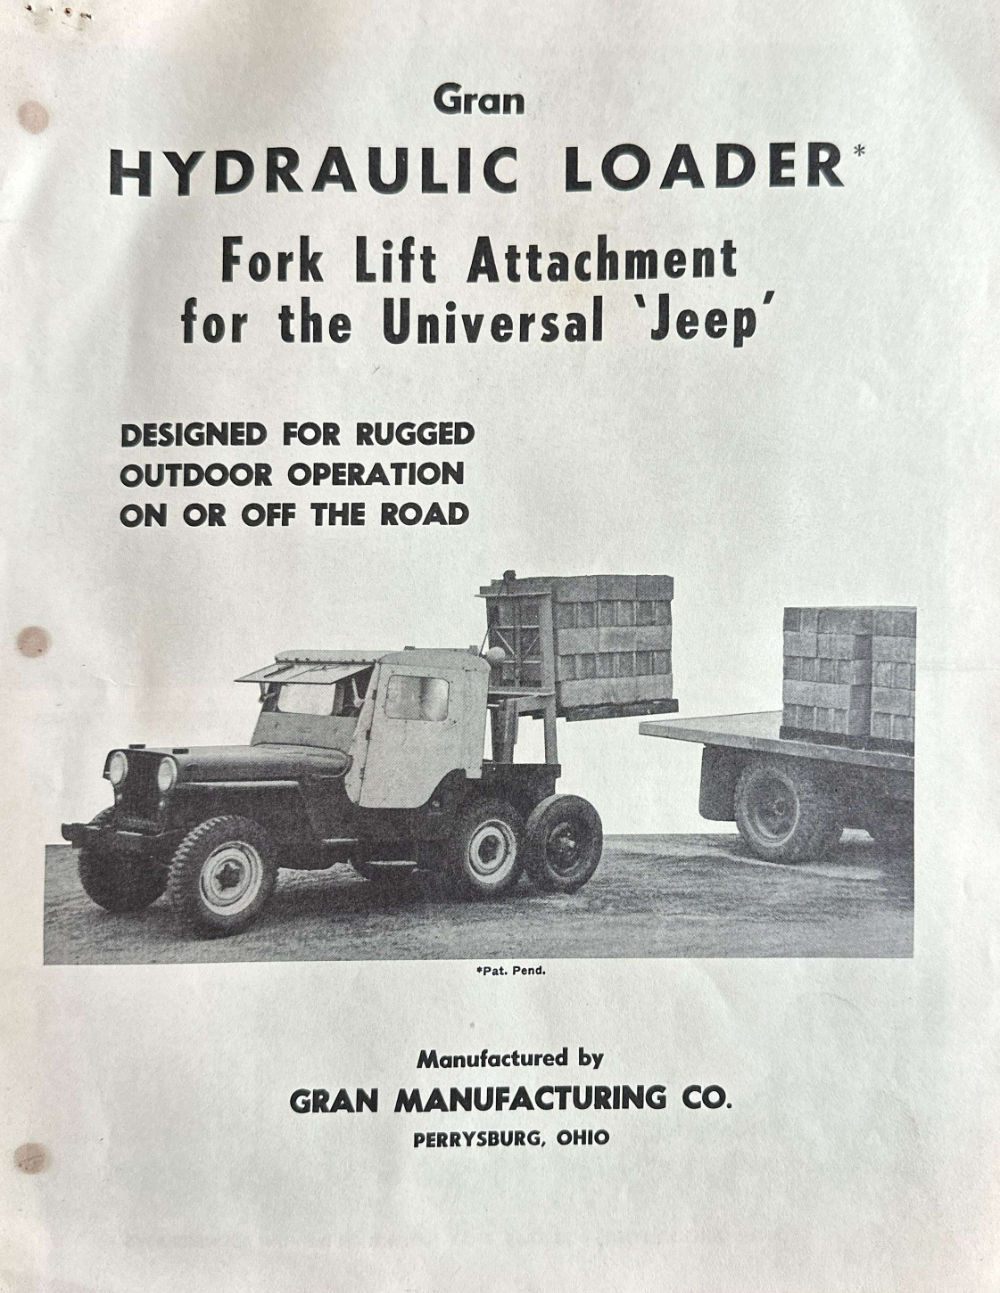 Gran
HYDRAULIC LOADER*
Fork Lift Attachment
for the Universal 'Jeep'
DESIGNED FOR RUGGED
OUTDOOR OPERATION
ON OR OFF THE ROAD
*Pat. Pend.
Manufactured by
GRAN MANUFACTURING CO.
PERRYSBURG, OHIO